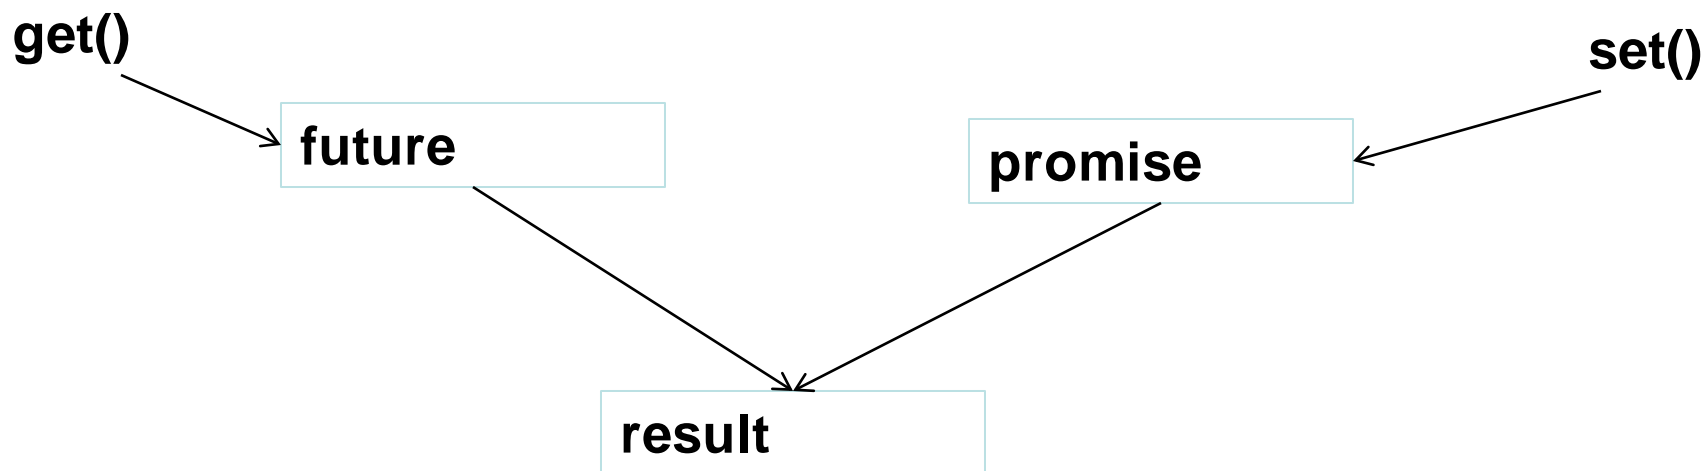 get()
set()
future
promise
result